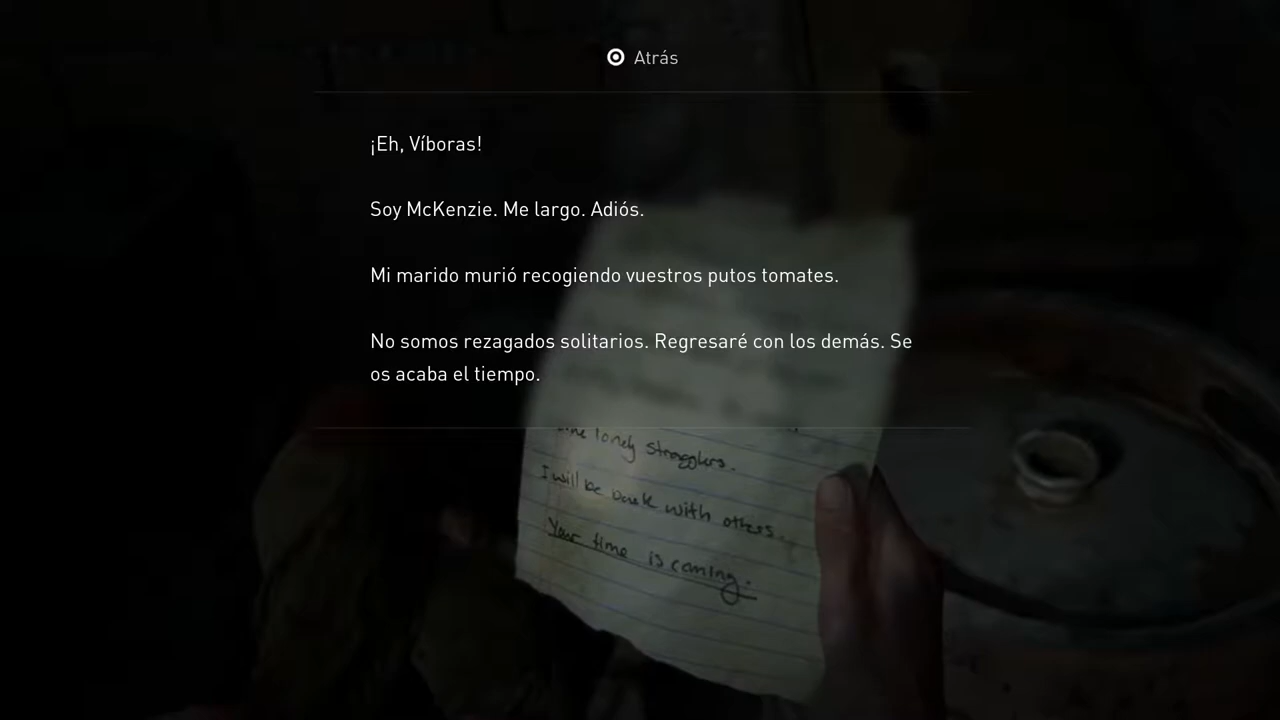 Atrás
¡Eh, Víboras!
Soy McKenzie. Me largo. Adiós.
Mi marido murió recogiendo vuestros putos tomates.
No somos rezagados solitarios. Regresaré con los demás. Se
os acaba el tiempo.
lonely stragglers.
I will be back with others.
Your time is coming.